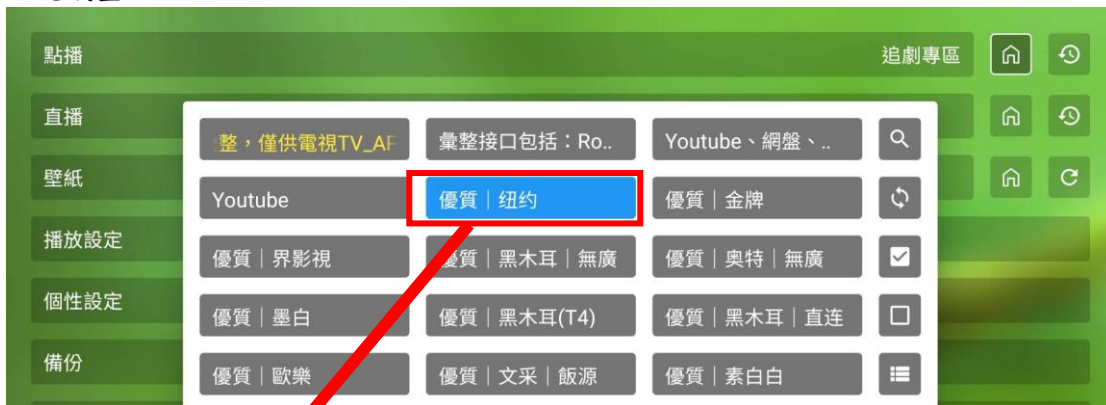 點播 追劇專區
直播
整，僅供電視TV_AP 彙整接口包括：Ro.. Youtube、網盤、..
壁紙
Youtube 優質｜纽约 優質｜金牌
播放設定
優質｜界影視 優質｜黑木耳｜無廣 優質｜奥特｜無廣
個性設定
優質｜墨白 優質｜黑木耳(T4) 優質｜黑木耳｜直连
備份
優質｜歐樂 優質｜文采｜飯源 優質｜素白白